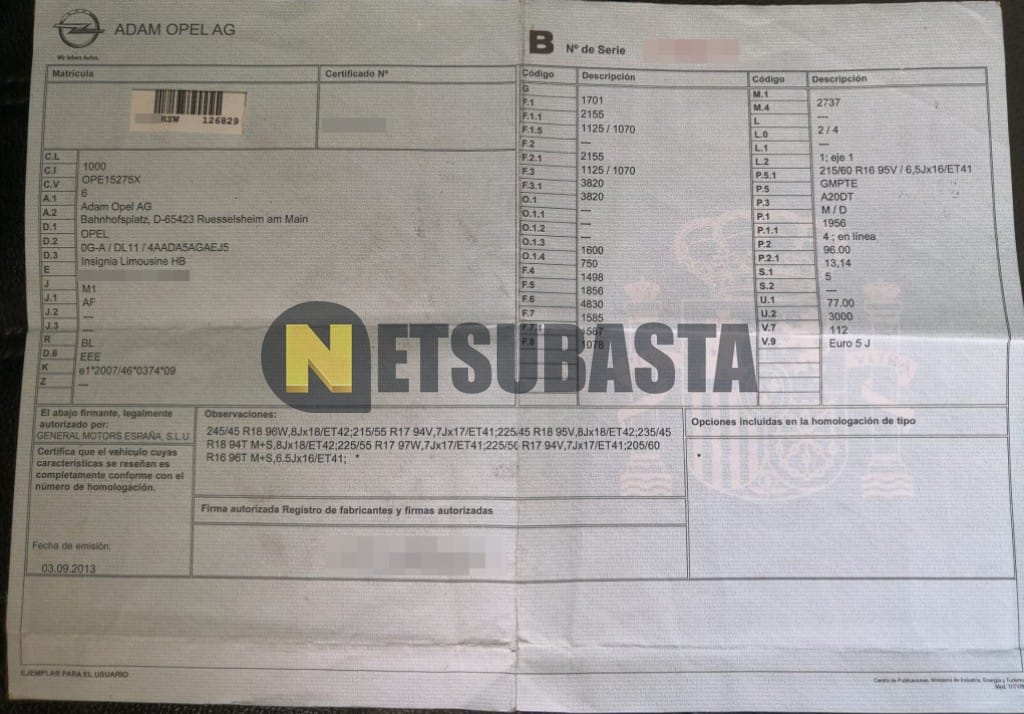 ADAM OPEL AG
Wir leben Autos.
B Nº de Serie
Matrícula
Certificado Nº
RSW 126829
C.L 1000
C.I OPE15275X
C.V 6
A.1 Adam Opel AG
A.2 Bahnhofsplatz, D-65423 Ruesselsheim am Main
D.1 OPEL
D.2 0G-A / DL11 / 4AADA5AGAEJ5
D.3 Insignia Limousine HB
E
J M1
J.1 AF
J.2 ---
J.3 ---
R BL
D.6 EEE
K e1*2007/46*0374*09
Z ---
Código Descripción
G 1701
F.1 2155
F.1.1 1125 / 1070
F.1.5 ---
F.2 2155
F.2.1 1125 / 1070
F.3 3820
F.3.1 3820
O.1 ---
O.1.1 ---
O.1.2 ---
O.1.3 1600
O.1.4 750
F.4 1498
F.5 1856
F.6 4830
F.7 1585
F.7.1 1587
F.8 1078
Código Descripción
M.1 2737
M.4 ---
L 2 / 4
L.0 ---
L.1 1; eje 1
L.2 215/60 R16 95V / 6,5Jx16/ET41
P.5.1 GMPTE
P.5 A20DT
P.3 M / D
P.1 1956
P.1.1 4 ; en línea
P.2 96.00
P.2.1 13,14
S.1 5
S.2 ---
U.1 77.00
U.2 3000
V.7 112
V.9 Euro 5 J
NETSUBASTA
El abajo firmante, legalmente
autorizado por:
GENERAL MOTORS ESPAÑA, S.L.U.
Certifica que el vehículo cuyas
características se reseñan es
completamente conforme con el
número de homologación.
Fecha de emisión:
03.09.2013
Observaciones:
245/45 R18 96W,8Jx18/ET42;215/55 R17 94V,7Jx17/ET41;225/45 R18 95V,8Jx18/ET42;235/45
R18 94T M+S,8Jx18/ET42;225/55 R17 97W,7Jx17/ET41;225/50 R17 94V,7Jx17/ET41;205/60
R16 96T M+S,6.5Jx16/ET41; *
Firma autorizada Registro de fabricantes y firmas autorizadas
Opciones incluidas en la homologación de tipo
*
EJEMPLAR PARA EL USUARIO
Centro de Publicaciones. Ministerio de Industria, Energía y Turismo